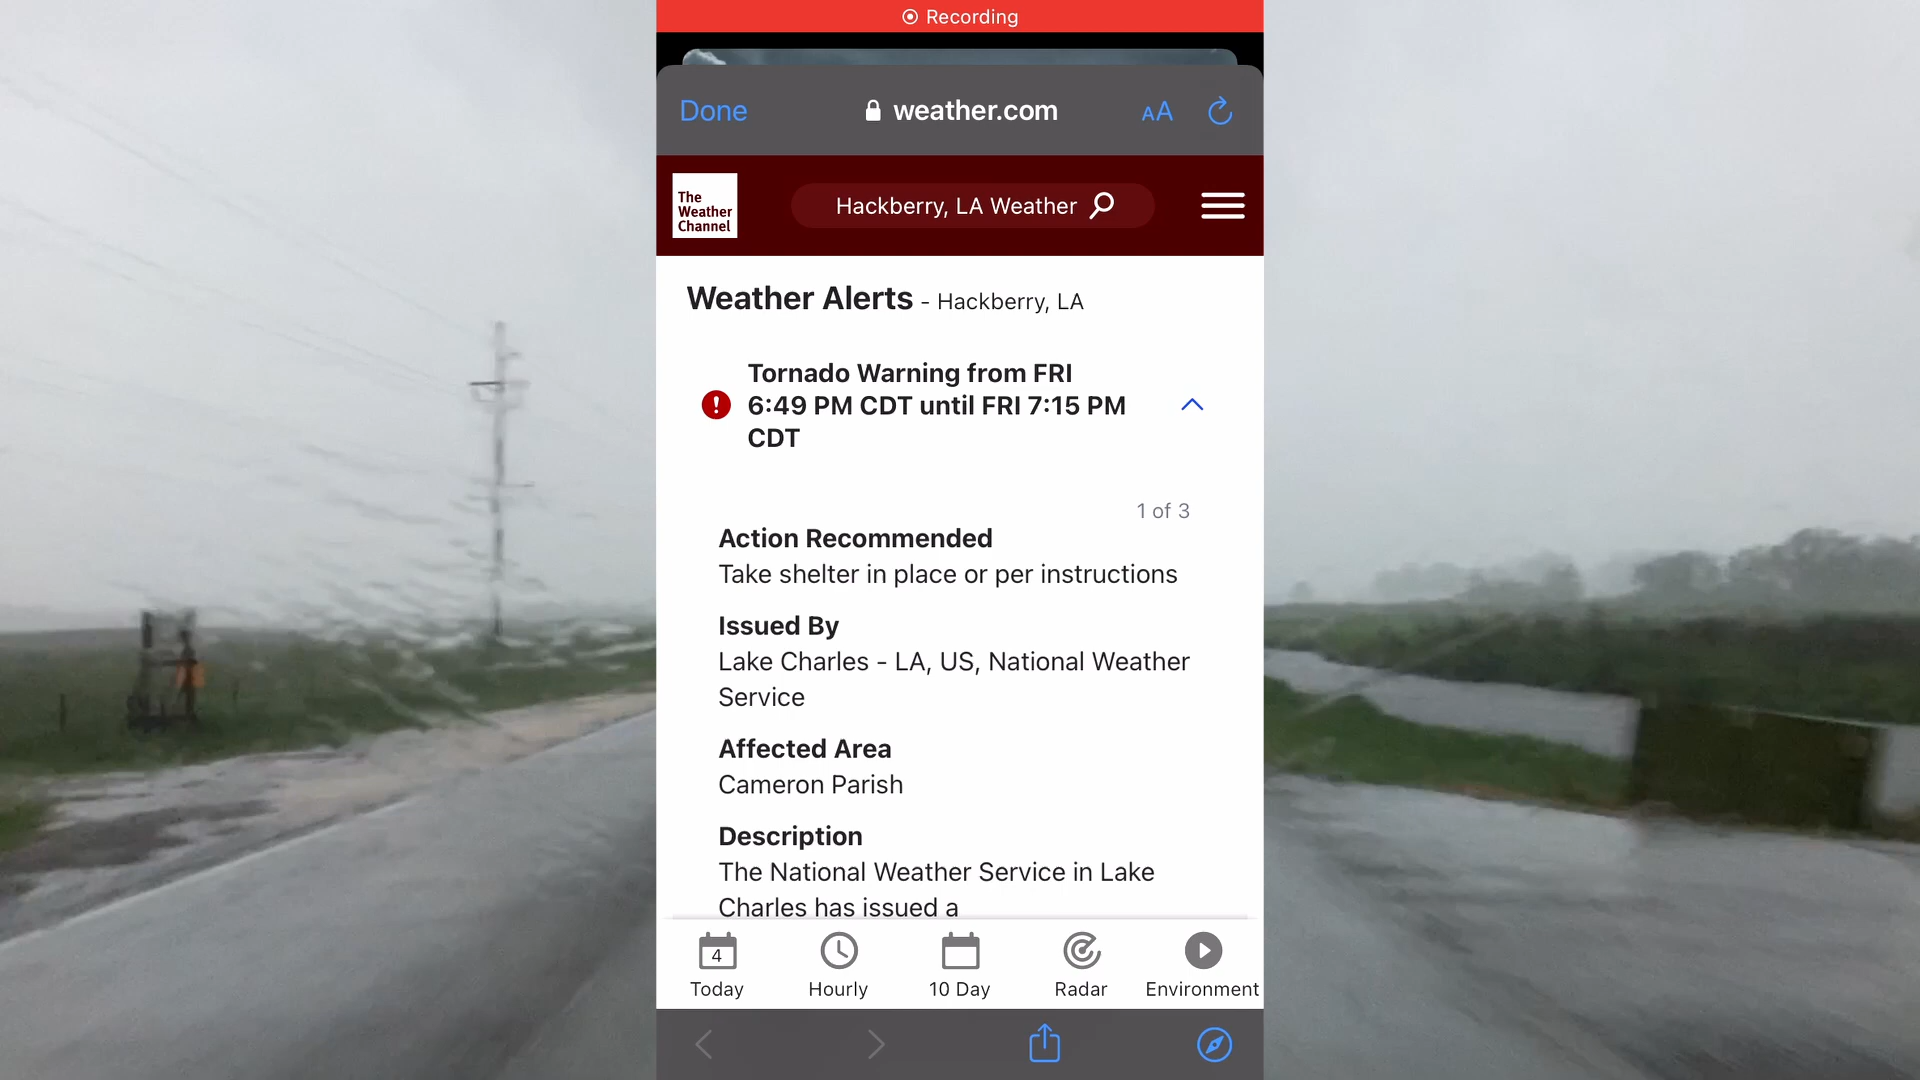 Recording
Done
weather.com
AA
The
Weather
Channel
Hackberry, LA Weather
Weather Alerts - Hackberry, LA
Tornado Warning from FRI
6:49 PM CDT until FRI 7:15 PM
CDT
1 of 3
Action Recommended
Take shelter in place or per instructions
Issued By
Lake Charles - LA, US, National Weather
Service
Affected Area
Cameron Parish
Description
The National Weather Service in Lake
Charles has issued a
4
Today
Hourly
10 Day
Radar
Environment